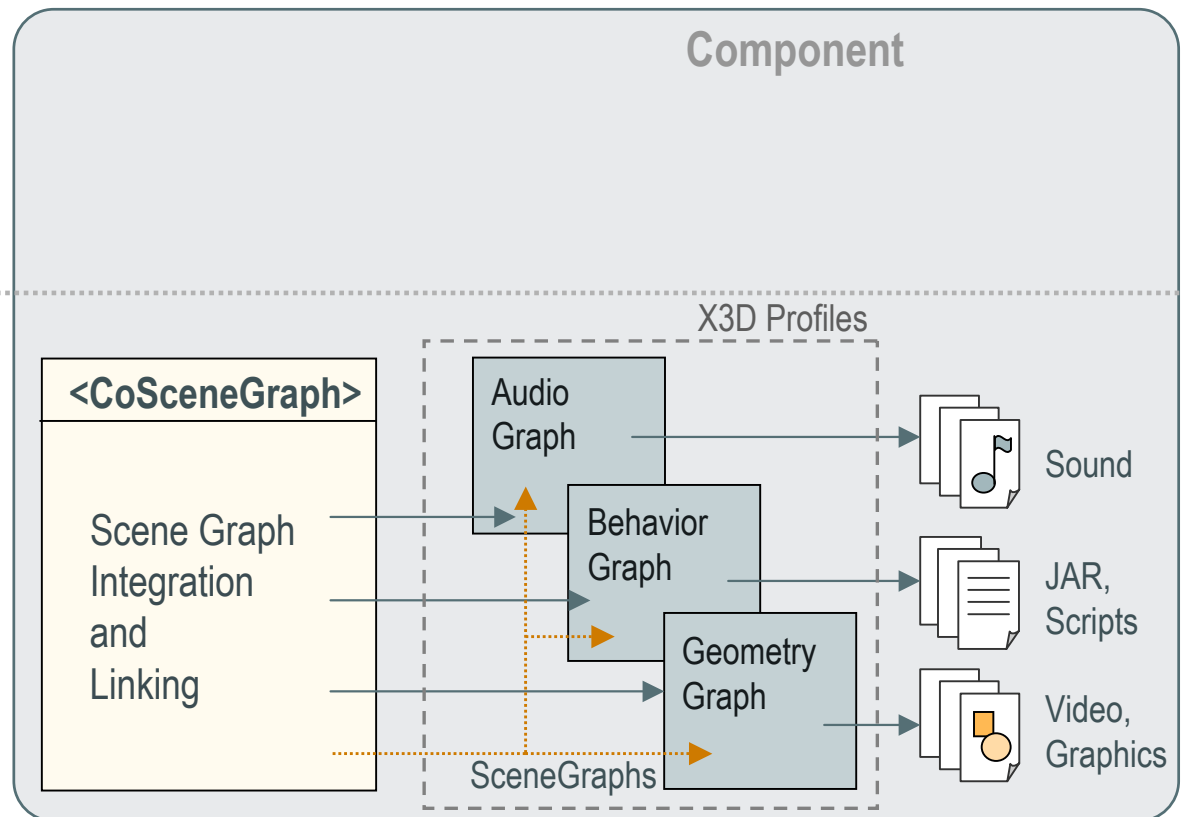 Component
X3D Profiles
<CoSceneGraph>
Scene Graph
Integration
and
Linking
Audio
Graph
Behavior
Graph
Geometry
Graph
SceneGraphs
Sound
JAR,
Scripts
Video,
Graphics